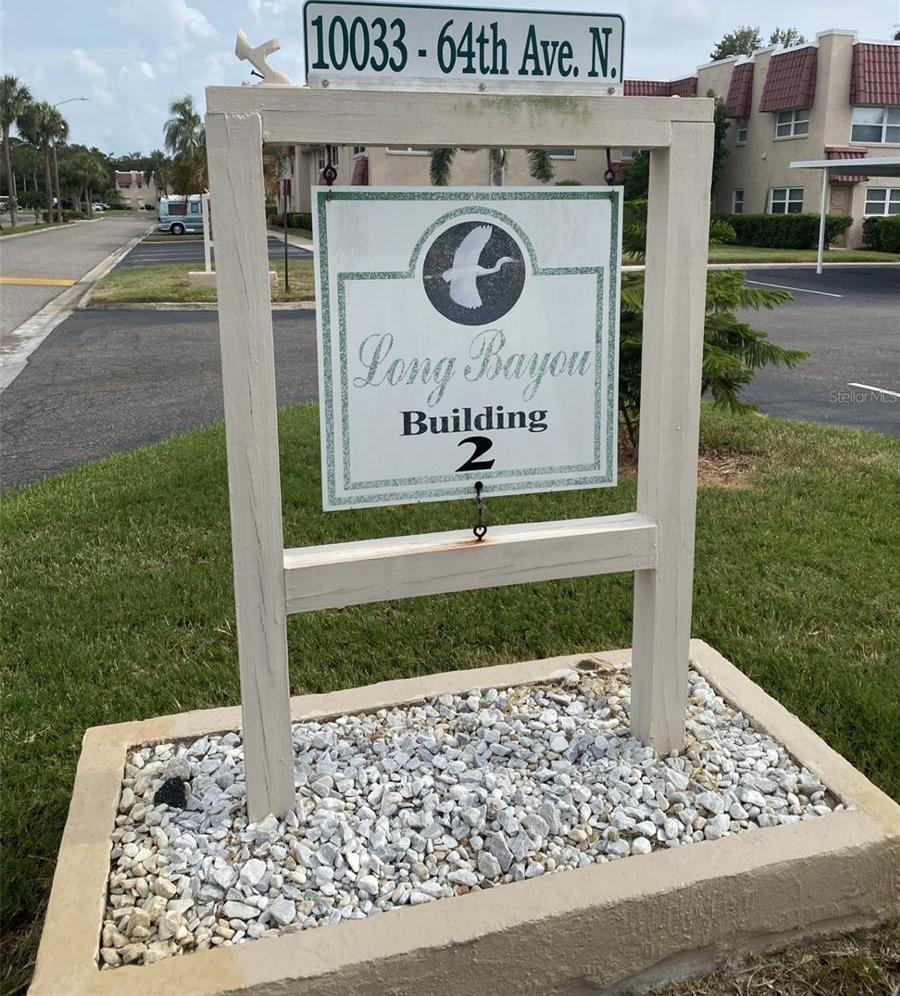 10033 - 64th Ave. N.
Long Bayou
Building
2
StellarMLS